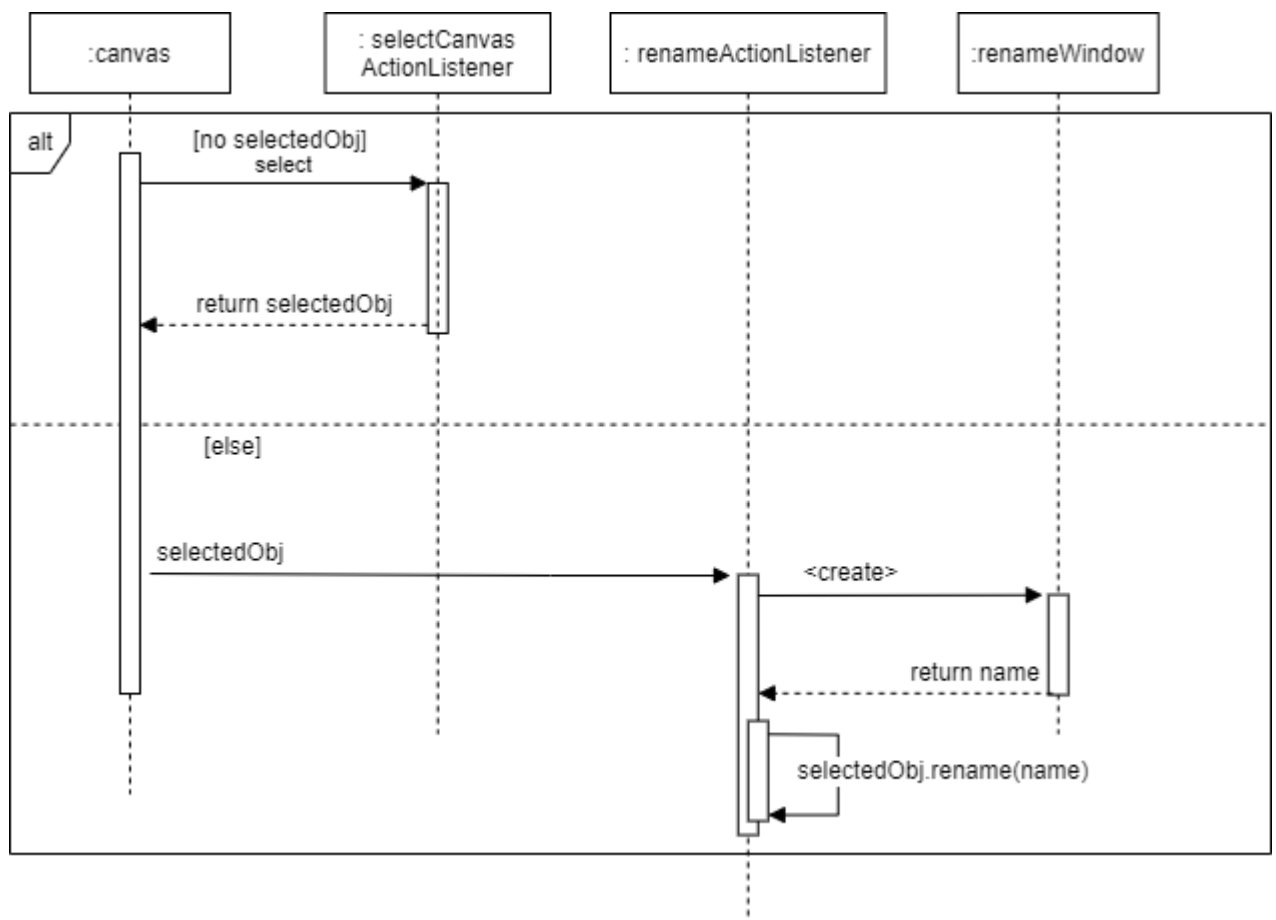 :canvas
: selectCanvas
ActionListener
: renameActionListener
:renameWindow
alt
[no selectedObj]
select
return selectedObj
[else]
selectedObj
<create>
return name
selectedObj.rename(name)